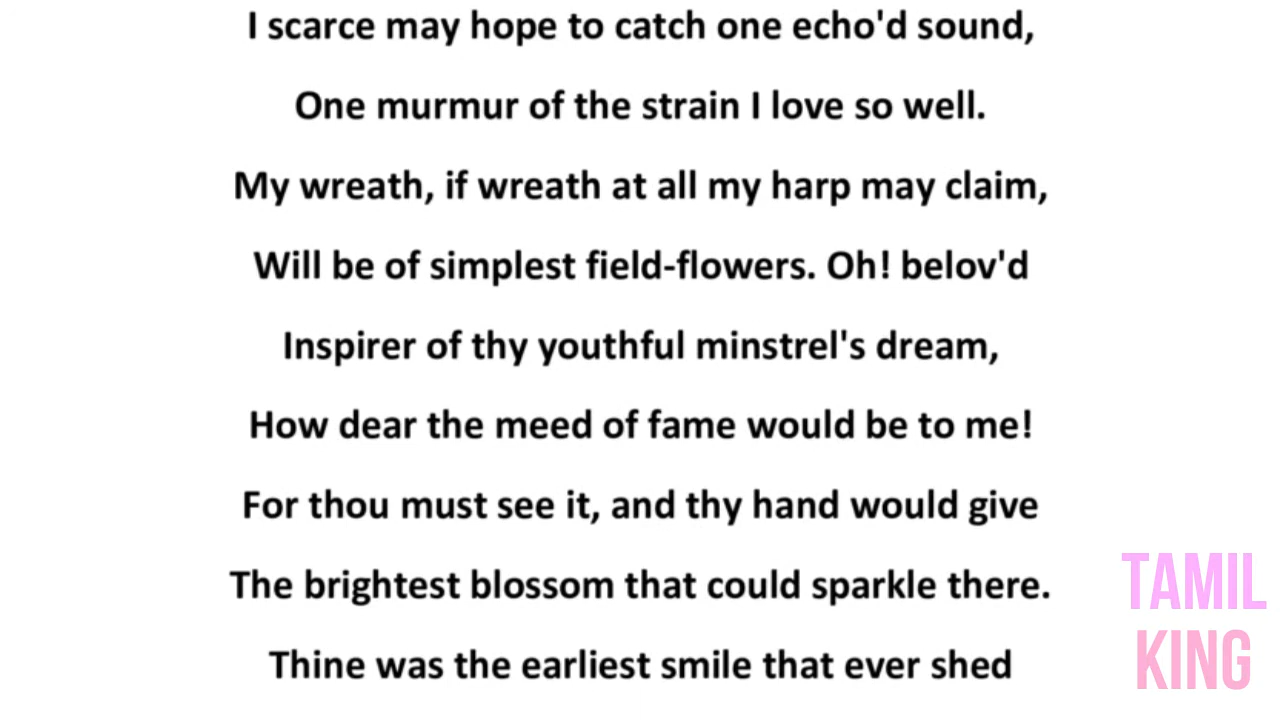 I scarce may hope to catch one echo'd sound,
One murmur of the strain I love so well.
My wreath, if wreath at all my harp may claim,
Will be of simplest field-flowers. Oh! belov'd
Inspirer of thy youthful minstrel's dream,
How dear the meed of fame would be to me!
For thou must see it, and thy hand would give
The brightest blossom that could sparkle there.
Thine was the earliest smile that ever shed
TAMIL
KING